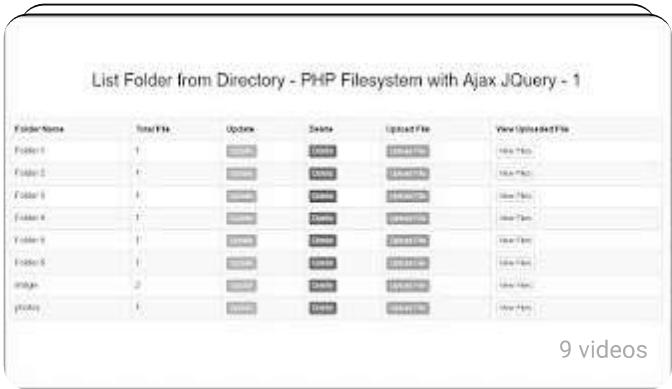 List Folder from Directory - PHP Filesystem with Ajax JQuery - 1
Folder Name Total File Update Delete Upload File View Uploaded File
Folder 1 1 Update Delete Upload File View Files
Folder 2 1 Update Delete Upload File View Files
Folder 3 1 Update Delete Upload File View Files
Folder 4 1 Update Delete Upload File View Files
Folder 5 1 Update Delete Upload File View Files
Folder 6 1 Update Delete Upload File View Files
image 2 Update Delete Upload File View Files
photos 1 Update Delete Upload File View Files
9 videos